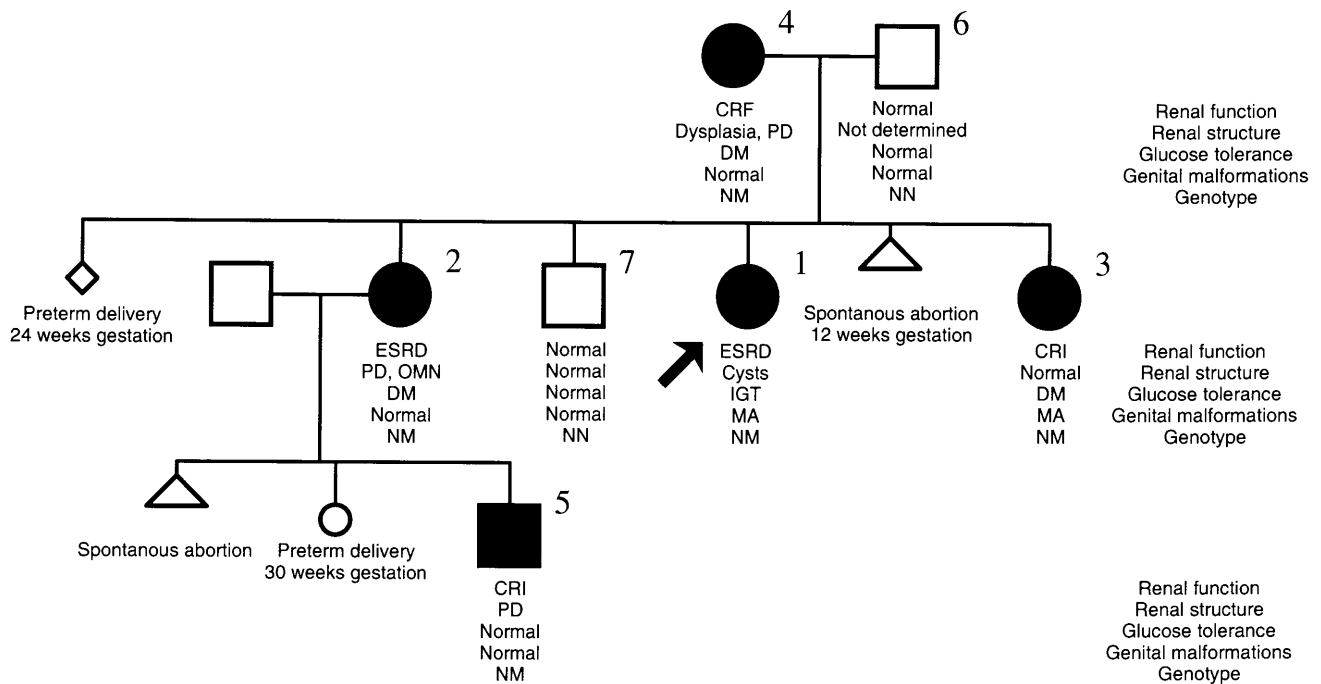 4
6
CRF
Dysplasia, PD
DM
Normal
NM
Normal
Not determined
Normal
Normal
NN
Renal function
Renal structure
Glucose tolerance
Genital malformations
Genotype
Preterm delivery
24 weeks gestation
2
ESRD
PD, OMN
DM
Normal
NM
7
Normal
Normal
Normal
Normal
NN
1
ESRD
Cysts
IGT
MA
NM
Spontanous abortion
12 weeks gestation
3
CRI
Normal
DM
MA
NM
Renal function
Renal structure
Glucose tolerance
Genital malformations
Genotype
Spontanous abortion
Preterm delivery
30 weeks gestation
5
CRI
PD
Normal
Normal
NM
Renal function
Renal structure
Glucose tolerance
Genital malformations
Genotype